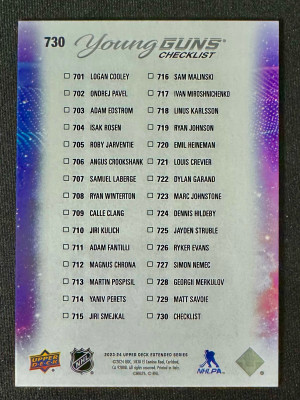 730
Young GUNS
CHECKLIST
701 LOGAN COOLEY
702 ONDREJ PAVEL
703 ADAM EDSTROM
704 ISAK ROSEN
705 ROBY JARVENTIE
706 ANGUS CROOKSHANK
707 SAMUEL LABERGE
708 RYAN WINTERTON
709 CALLE CLANG
710 JIRI KULICH
711 ADAM FANTILLI
712 MAGNUS CHRONA
713 MARTIN POSPISIL
714 YANIV PERETS
715 JIRI SMEJKAL
716 SAM MALINSKI
717 IVAN MIROSHNICHENKO
718 LINUS KARLSSON
719 RYAN JOHNSON
720 EMIL HEINEMAN
721 LOUIS CREVIER
722 DYLAN GARAND
723 MARC JOHNSTONE
724 DENNIS HILDEBY
725 JAYDEN STRUBLE
726 RYKER EVANS
727 SIMON NEMEC
728 GEORGII MERKULOV
729 MATT SAVOIE
730 CHECKLIST
2023-24 UPPER DECK EXTENDED SERIES
UPPER DECK
NHL
NHLPA